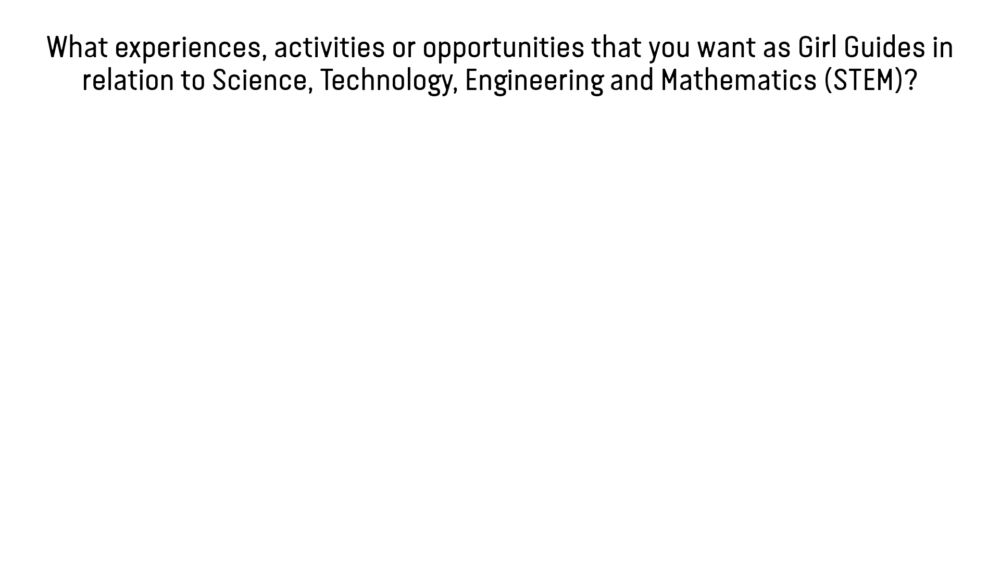 What experiences, activities or opportunities that you want as Girl Guides in
relation to Science, Technology, Engineering and Mathematics (STEM)?